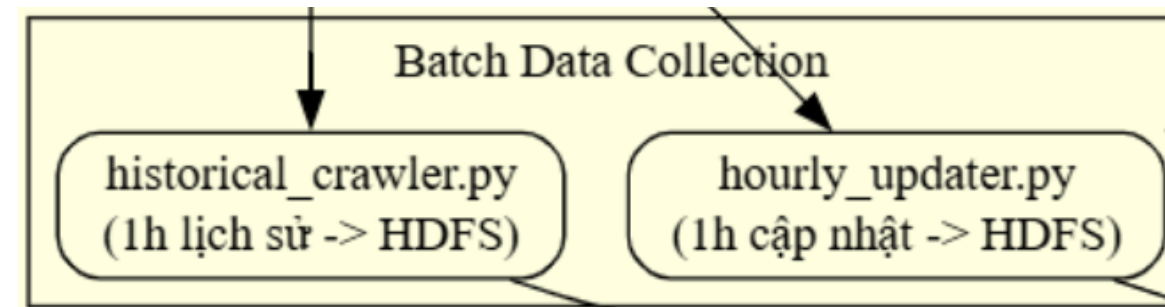 Batch Data Collection
historical_crawler.py
(1h lịch sử -> HDFS)
hourly_updater.py
(1h cập nhật -> HDFS)